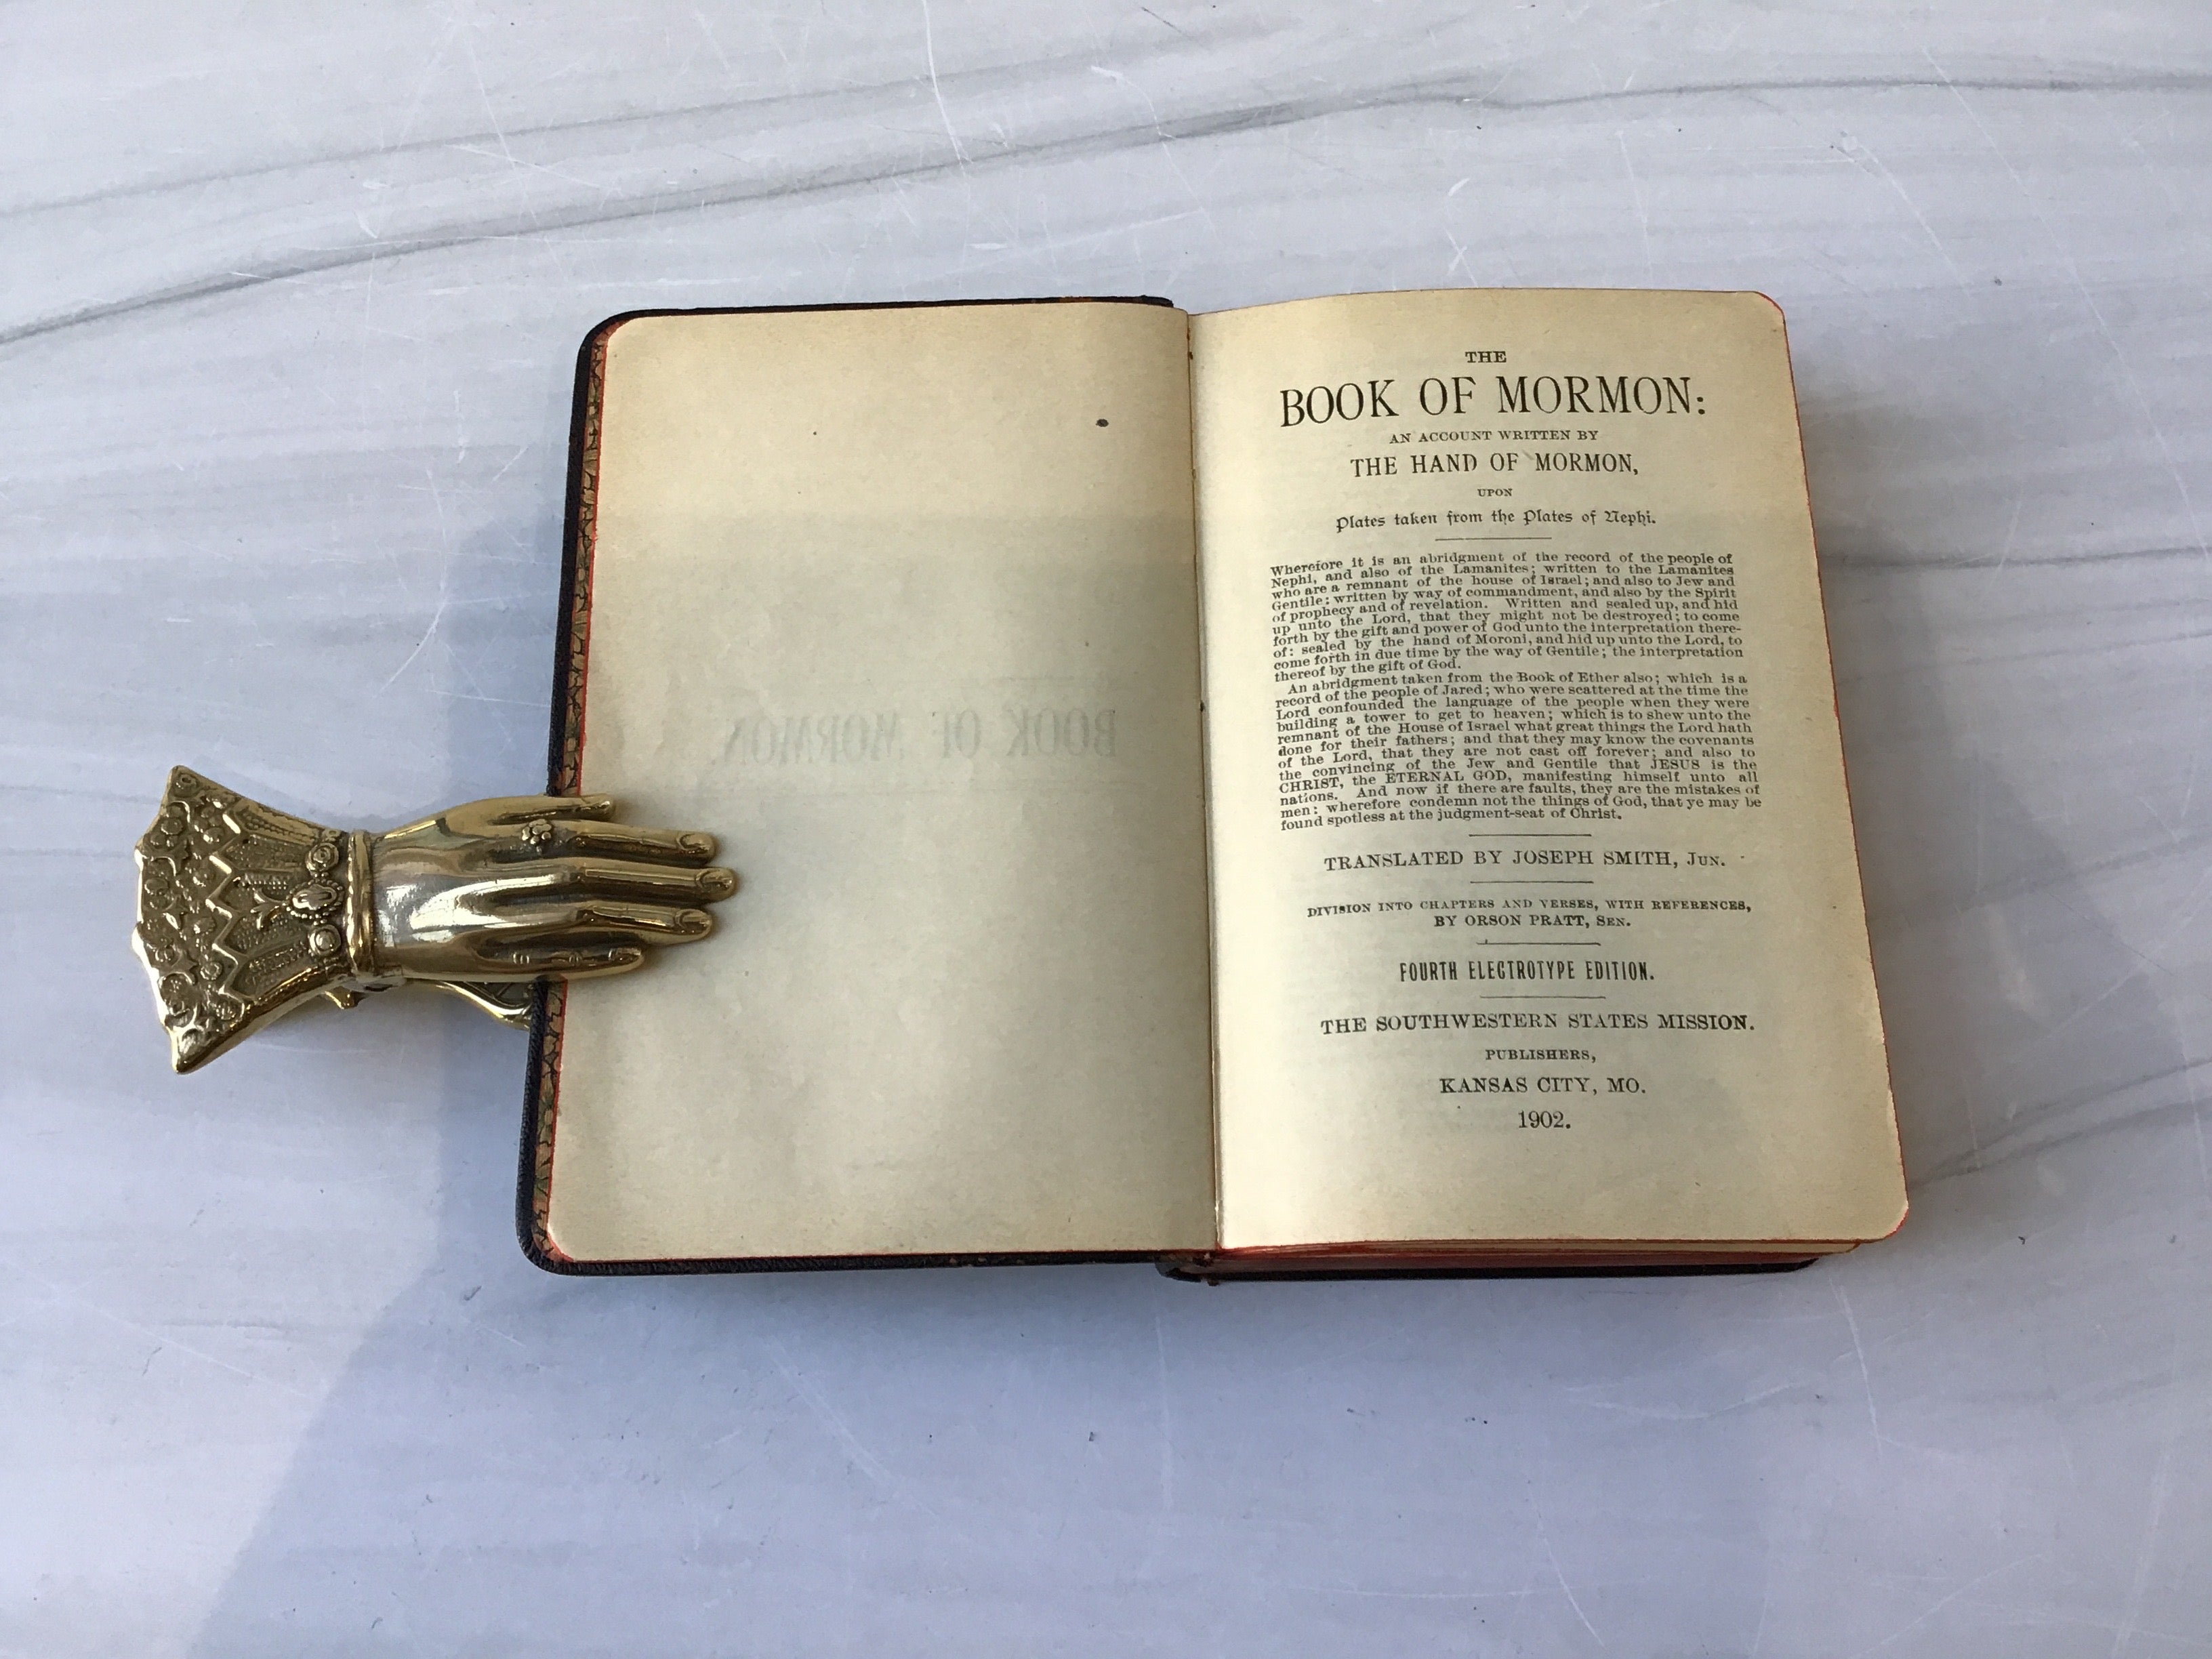 BOOK OF MORMON.
THE
BOOK OF MORMON:
AN ACCOUNT WRITTEN BY
THE HAND OF MORMON,
UPON
Plates taken from the Plates of Nephi.
Wherefore it is an abridgment of the record of the people of
Nephi, and also of the Lamanites; written to the Lamanites
who are a remnant of the house of Israel; and also to Jew and
Gentile: written by way of commandment, and also by the Spirit
of prophecy and of revelation. Written and sealed up, and hid
up unto the Lord, that they might not be destroyed; to come
forth by the gift and power of God unto the interpretation there-
of: sealed by the hand of Moroni, and hid up unto the Lord, to
come forth in due time by the way of Gentile; the interpretation
thereof by the gift of God.
An abridgment taken from the Book of Ether also; which is a
record of the people of Jared; who were scattered at the time the
Lord confounded the language of the people when they were
building a tower to get to heaven; which is to shew unto the
remnant of the House of Israel what great things the Lord hath
done for their fathers; and that they may know the covenants
of the Lord, that they are not cast off forever; and also to
the convincing of the Jew and Gentile that JESUS is the
CHRIST, the ETERNAL GOD, manifesting himself unto all
nations. And now if there are faults, they are the mistakes of
men: wherefore condemn not the things of God, that ye may be
found spotless at the judgment-seat of Christ.
TRANSLATED BY JOSEPH SMITH, JUN.
DIVISION INTO CHAPTERS AND VERSES, WITH REFERENCES,
BY ORSON PRATT, SEN.
FOURTH ELECTROTYPE EDITION.
THE SOUTHWESTERN STATES MISSION.
PUBLISHERS,
KANSAS CITY, MO.
1902.